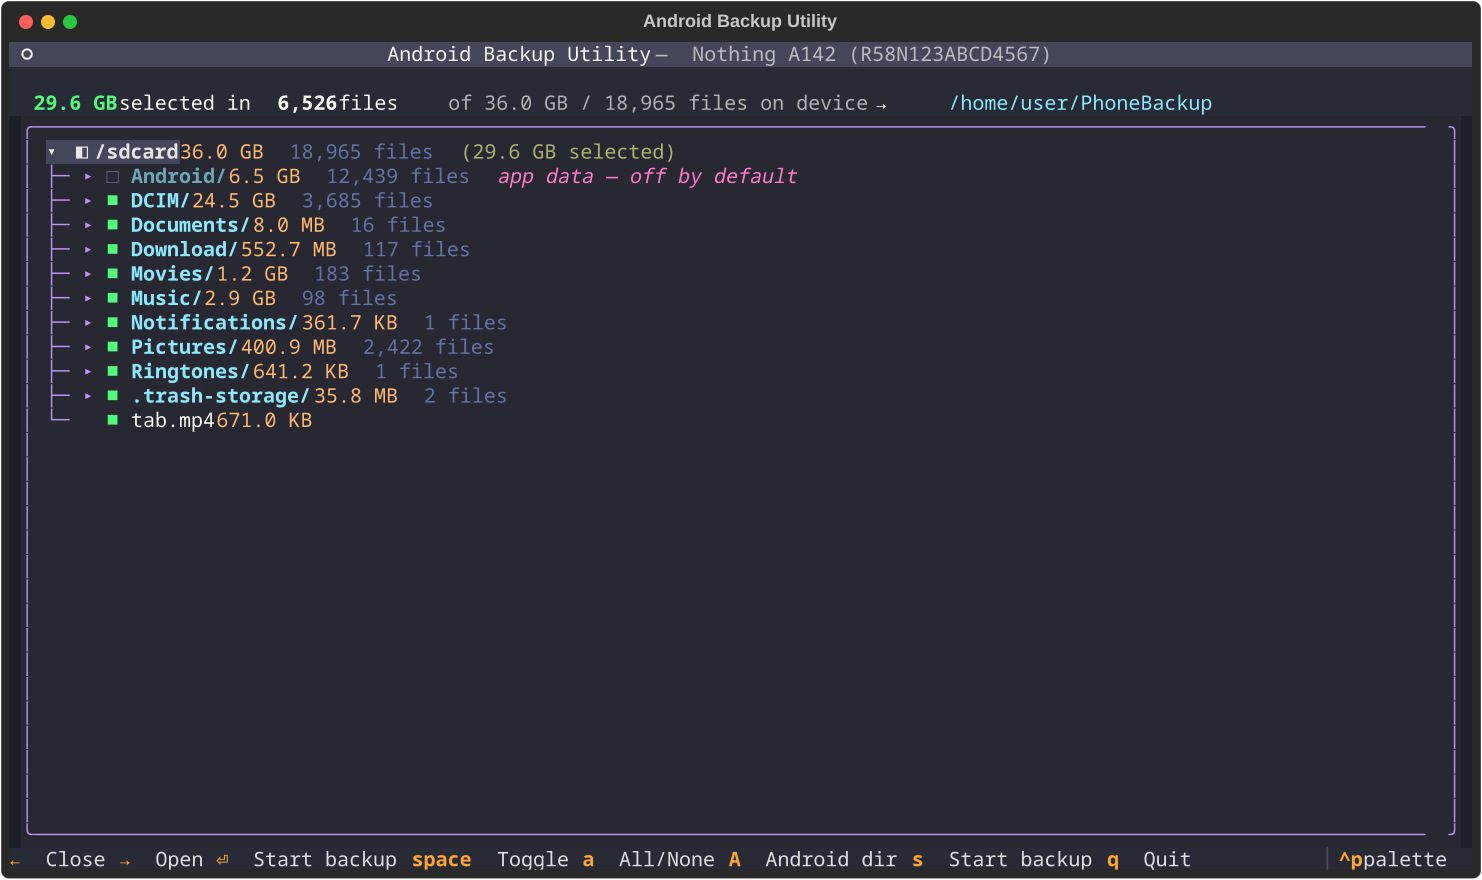 Android Backup Utility
Android Backup Utility — Nothing A142 (R58N123ABCD4567)
29.6 GB selected in 6,526 files of 36.0 GB / 18,965 files on device → /home/user/PhoneBackup
▾ ◧ /sdcard 36.0 GB 18,965 files (29.6 GB selected)
├─ ▸ □ Android/ 6.5 GB 12,439 files app data — off by default
├─ ▸ ■ DCIM/ 24.5 GB 3,685 files
├─ ▸ ■ Documents/ 8.0 MB 16 files
├─ ▸ ■ Download/ 552.7 MB 117 files
├─ ▸ ■ Movies/ 1.2 GB 183 files
├─ ▸ ■ Music/ 2.9 GB 98 files
├─ ▸ ■ Notifications/ 361.7 KB 1 files
├─ ▸ ■ Pictures/ 400.9 MB 2,422 files
├─ ▸ ■ Ringtones/ 641.2 KB 1 files
├─ ▸ ■ .trash-storage/ 35.8 MB 2 files
└─ ■ tab.mp4 671.0 KB
← Close → Open ⏎ Start backup space Toggle a All/None A Android dir s Start backup q Quit ^p palette